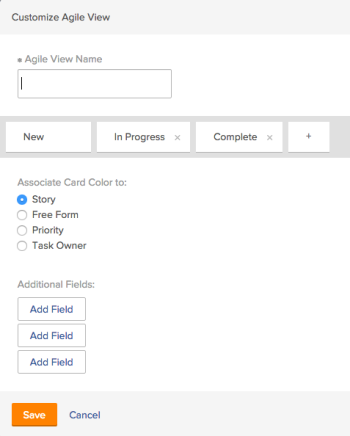 Customize Agile View
Agile View Name
New In Progress × Complete × +
Associate Card Color to:
Story
Free Form
Priority
Task Owner
Additional Fields:
Add Field
Add Field
Add Field
Save Cancel